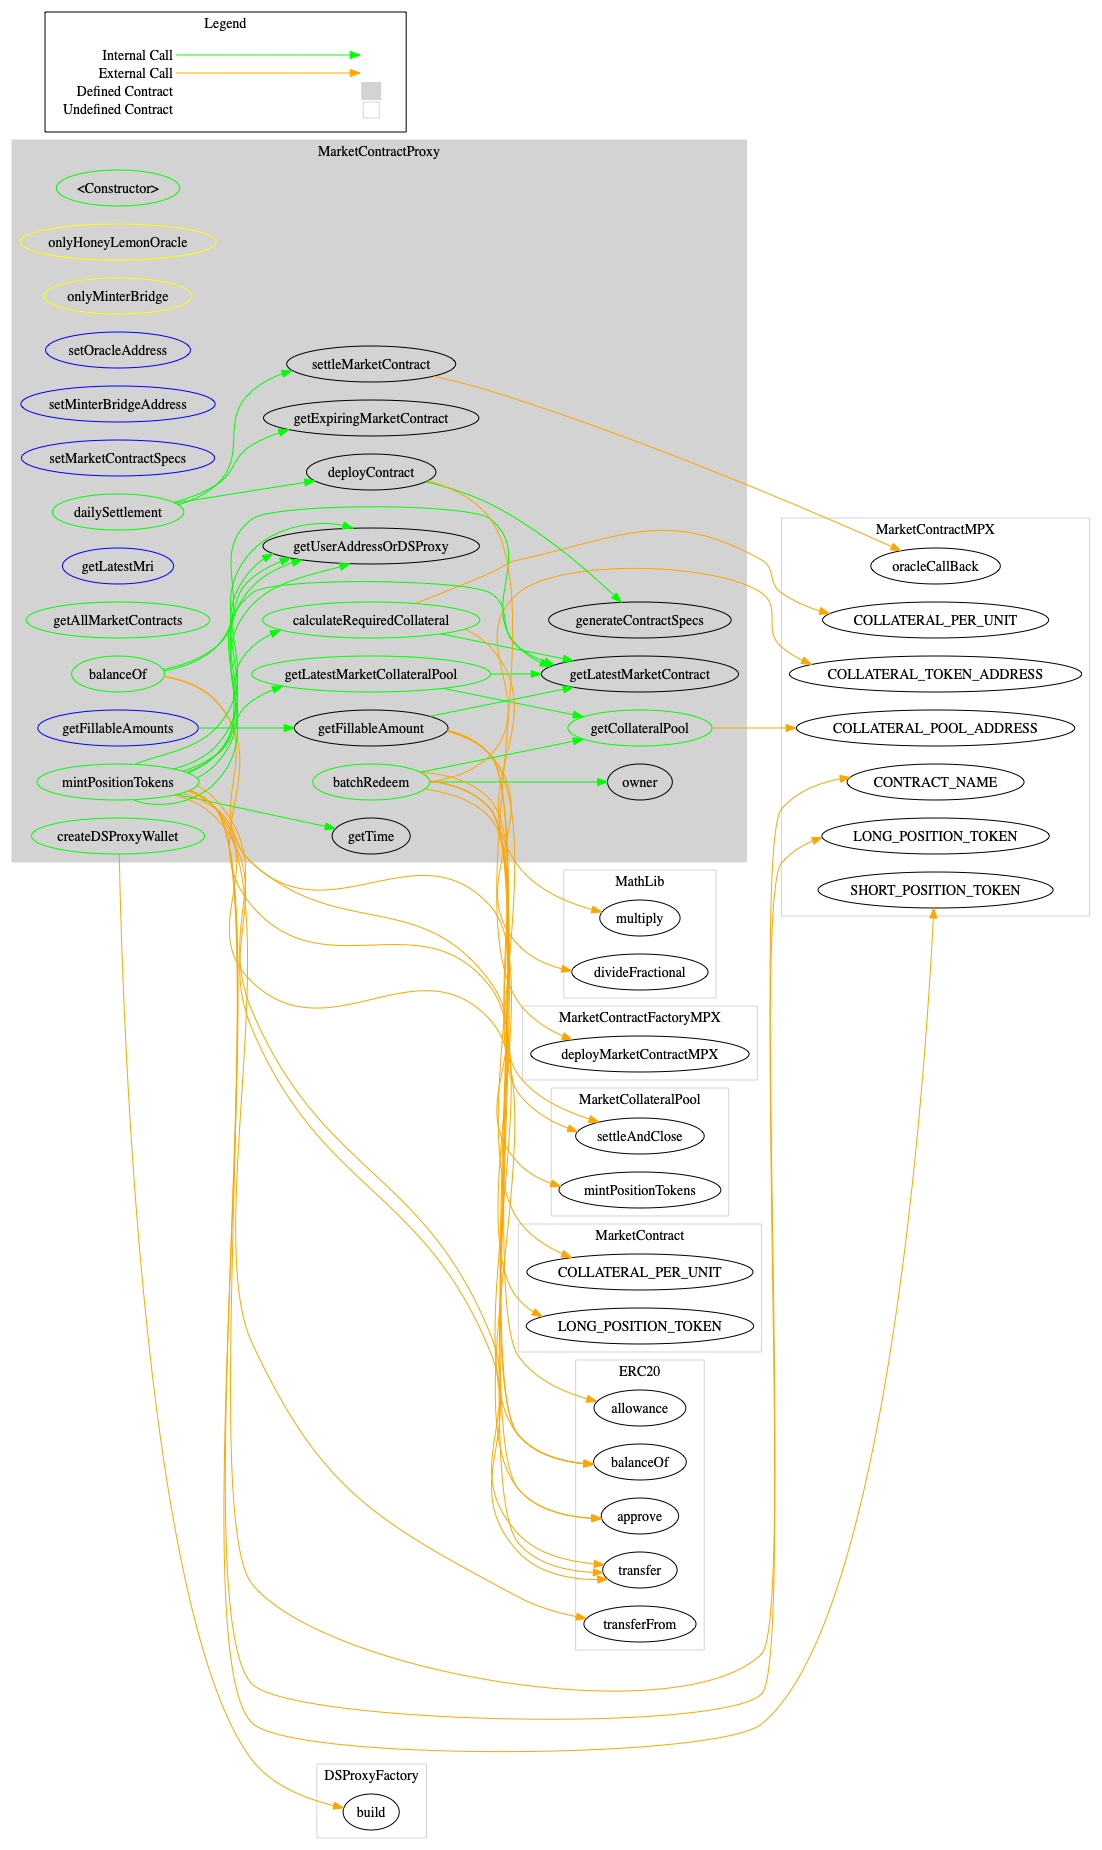 Legend
Internal Call
External Call
Defined Contract
Undefined Contract
MarketContractProxy
<Constructor>
onlyHoneyLemonOracle
onlyMinterBridge
setOracleAddress
setMinterBridgeAddress
setMarketContractSpecs
dailySettlement
getLatestMri
getAllMarketContracts
balanceOf
getFillableAmounts
mintPositionTokens
createDSProxyWallet
settleMarketContract
getExpiringMarketContract
deployContract
getUserAddressOrDSProxy
calculateRequiredCollateral
getLatestMarketCollateralPool
getFillableAmount
batchRedeem
getTime
generateContractSpecs
getLatestMarketContract
getCollateralPool
owner
MarketContractMPX
oracleCallBack
COLLATERAL_PER_UNIT
COLLATERAL_TOKEN_ADDRESS
COLLATERAL_POOL_ADDRESS
CONTRACT_NAME
LONG_POSITION_TOKEN
SHORT_POSITION_TOKEN
MathLib
multiply
divideFractional
MarketContractFactoryMPX
deployMarketContractMPX
MarketCollateralPool
settleAndClose
mintPositionTokens
MarketContract
COLLATERAL_PER_UNIT
LONG_POSITION_TOKEN
ERC20
allowance
balanceOf
approve
transfer
transferFrom
DSProxyFactory
build